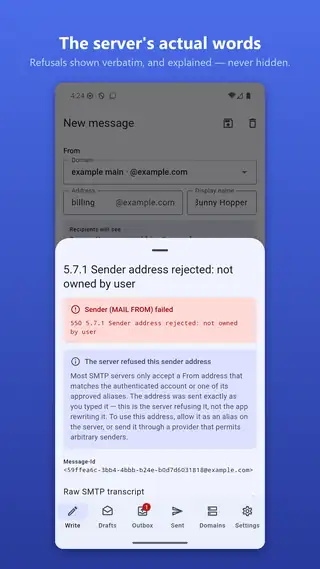 The server's actual words
Refusals shown verbatim, and explained — never hidden.
4:24
New message
From
Domain
example main · @example.com
Address
billing @example.com
Display name
Bunny Hopper
Recipients will see
5.7.1 Sender address rejected: not
owned by user
Sender (MAIL FROM) failed
550 5.7.1 Sender address rejected: not owned
by user
The server refused this sender address
Most SMTP servers only accept a From address that
matches the authenticated account or one of its
approved aliases. The address was sent exactly as
you typed it — this is the server refusing it, not the app
rewriting it. To use this address, allow it as an alias on
the server, or send it through a provider that permits
arbitrary senders.
Message-Id
<59ffea6c-3bb4-4bbb-b24e-b0d7d6031818@example.com>
Raw SMTP transcript
1
Write
Drafts
Outbox
Sent
Domains
Settings